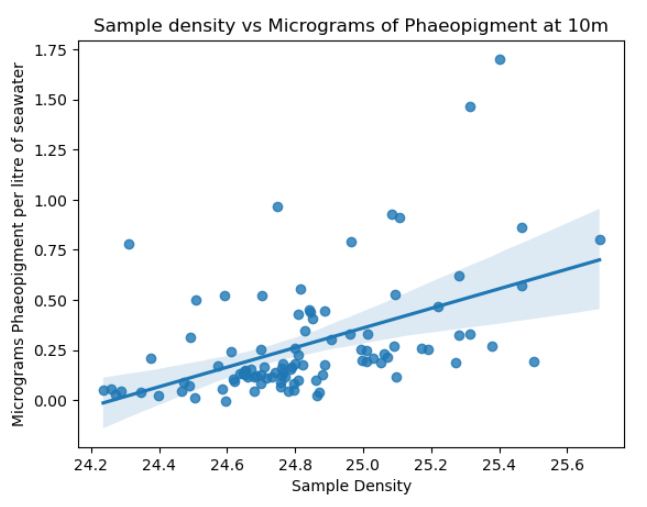 Sample density vs Micrograms of Phaeopigment at 10m
Micrograms Phaeopigment per litre of seawater
1.75
1.50
1.25
1.00
0.75
0.50
0.25
0.00
24.2 24.4 24.6 24.8 25.0 25.2 25.4 25.6
Sample Density